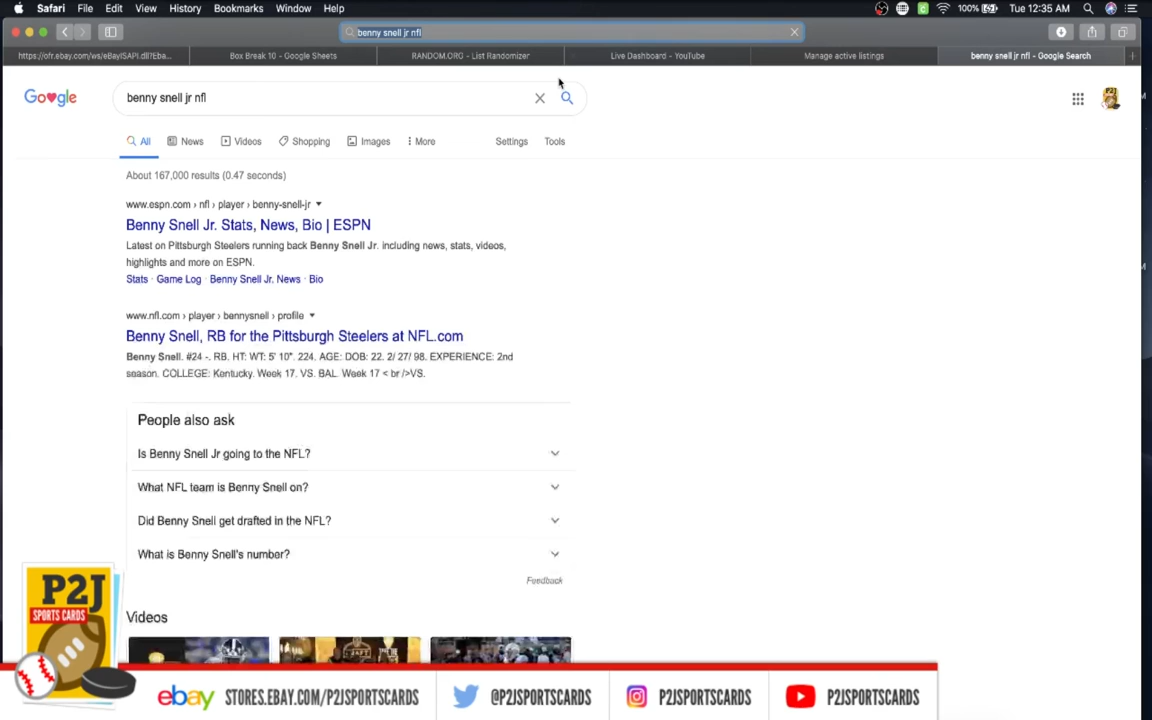 Safari File Edit View History Bookmarks Window Help 100% Tue 12:35 AM
benny snell jr nfl
https://ofr.ebay.com/ws/eBayISAPI.dll?Eba... Box Break 10 - Google Sheets RANDOM.ORG - List Randomizer Live Dashboard - YouTube Manage active listings benny snell jr nfl - Google Search
benny snell jr nfl
All News Videos Shopping Images More Settings Tools
About 167,000 results (0.47 seconds)
www.espn.com › nfl › player › benny-snell-jr
Benny Snell Jr. Stats, News, Bio | ESPN
Latest on Pittsburgh Steelers running back Benny Snell Jr. including news, stats, videos,
highlights and more on ESPN.
Stats · Game Log · Benny Snell Jr. News · Bio
www.nfl.com › player › bennysnell › profile
Benny Snell, RB for the Pittsburgh Steelers at NFL.com
Benny Snell. #24 -. RB. HT: WT: 5' 10". 224. AGE: DOB: 22. 2/ 27/ 98. EXPERIENCE: 2nd
season. COLLEGE: Kentucky. Week 17. VS. BAL. Week 17 < br />VS.
People also ask
Is Benny Snell Jr going to the NFL?
What NFL team is Benny Snell on?
Did Benny Snell get drafted in the NFL?
What is Benny Snell's number?
Feedback
Videos
P2J
SPORTS CARDS
ebay STORES.EBAY.COM/P2JSPORTSCARDS @P2JSPORTSCARDS P2JSPORTSCARDS P2JSPORTSCARDS